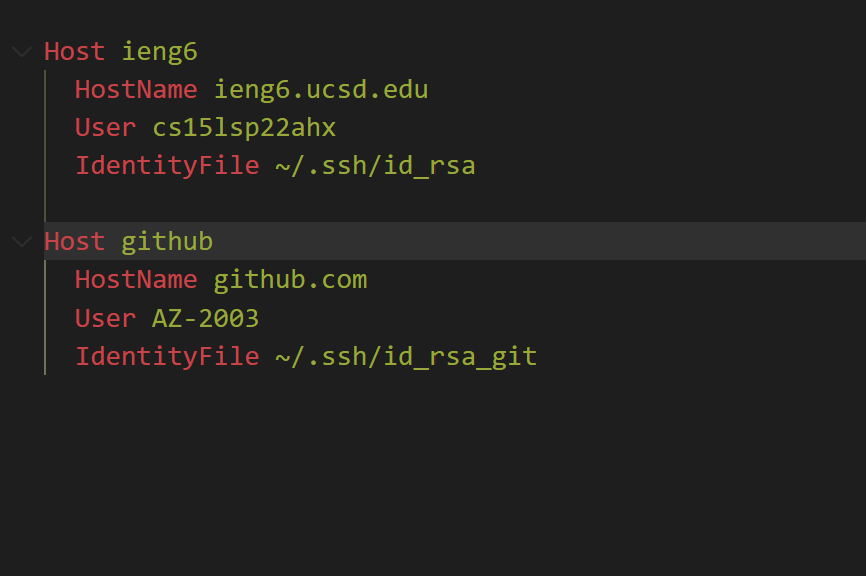 Host ieng6
HostName ieng6.ucsd.edu
User cs15lsp22ahx
IdentityFile ~/.ssh/id_rsa
Host github
HostName github.com
User AZ-2003
IdentityFile ~/.ssh/id_rsa_git